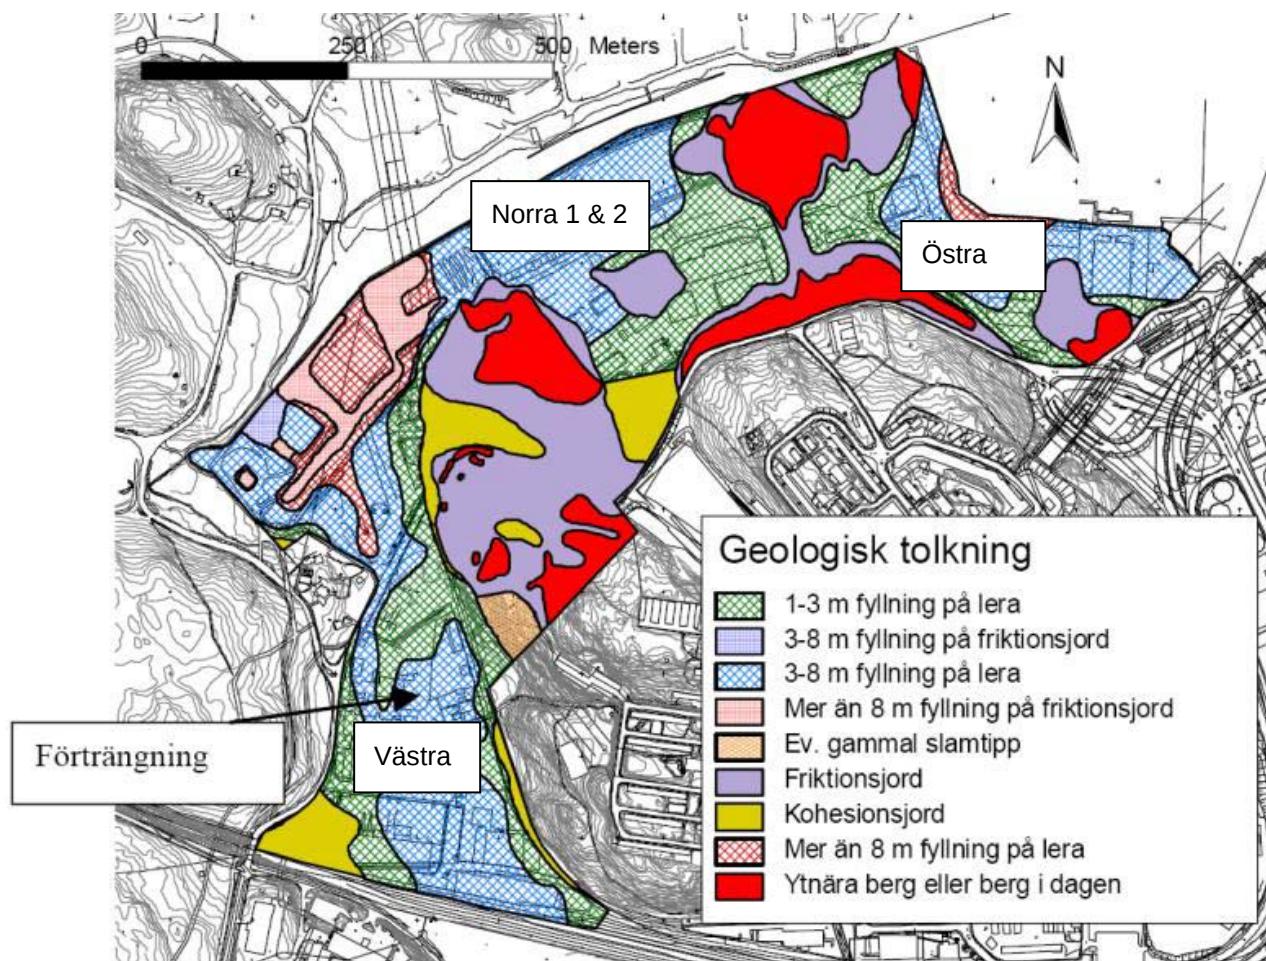 0 250 500 Meters
N
Norra 1 & 2
Östra
Geologisk tolkning
1-3 m fyllning på lera
3-8 m fyllning på friktionsjord
3-8 m fyllning på lera
Mer än 8 m fyllning på friktionsjord
Ev. gammal slamtipp
Friktionsjord
Kohesionsjord
Mer än 8 m fyllning på lera
Ytnära berg eller berg i dagen
Förträngning
Västra